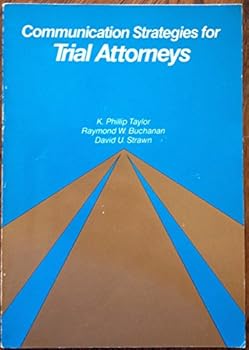 Communication Strategies for
Trial Attorneys
K. Phillip Taylor
Raymond W. Buchanan
David U. Strawn